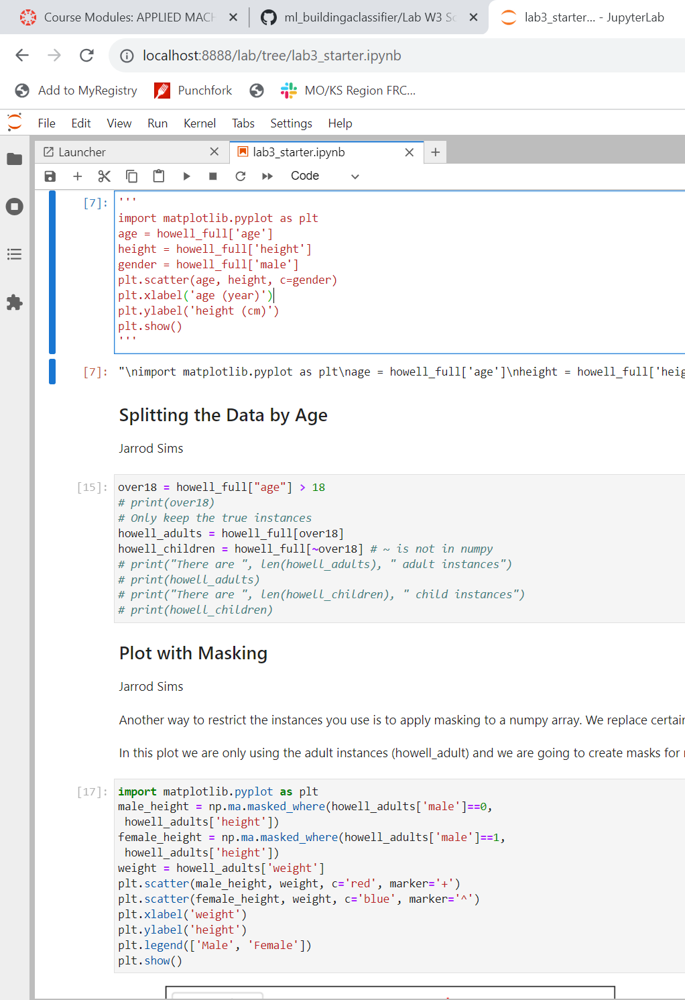 Course Modules: APPLIED MACH
ml_buildingaclassifier/Lab W3 Sc
lab3_starter... - JupyterLab
localhost:8888/lab/tree/lab3_starter.ipynb
Add to MyRegistry
Punchfork
MO/KS Region FRC...
File Edit View Run Kernel Tabs Settings Help
Launcher
lab3_starter.ipynb
Code
[7]: '''
import matplotlib.pyplot as plt
age = howell_full['age']
height = howell_full['height']
gender = howell_full['male']
plt.scatter(age, height, c=gender)
plt.xlabel('age (year)')
plt.ylabel('height (cm)')
plt.show()
'''
[7]: "\nimport matplotlib.pyplot as plt\nage = howell_full['age']\nheight = howell_full['heig
Splitting the Data by Age
Jarrod Sims
[15]: over18 = howell_full["age"] > 18
# print(over18)
# Only keep the true instances
howell_adults = howell_full[over18]
howell_children = howell_full[~over18] # ~ is not in numpy
# print("There are ", len(howell_adults), " adult instances")
# print(howell_adults)
# print("There are ", len(howell_children), " child instances")
# print(howell_children)
Plot with Masking
Jarrod Sims
Another way to restrict the instances you use is to apply masking to a numpy array. We replace certain
In this plot we are only using the adult instances (howell_adult) and we are going to create masks for
[17]: import matplotlib.pyplot as plt
male_height = np.ma.masked_where(howell_adults['male']==0,
howell_adults['height'])
female_height = np.ma.masked_where(howell_adults['male']==1,
howell_adults['height'])
weight = howell_adults['weight']
plt.scatter(male_height, weight, c='red', marker='+')
plt.scatter(female_height, weight, c='blue', marker='^')
plt.xlabel('weight')
plt.ylabel('height')
plt.legend(['Male', 'Female'])
plt.show()